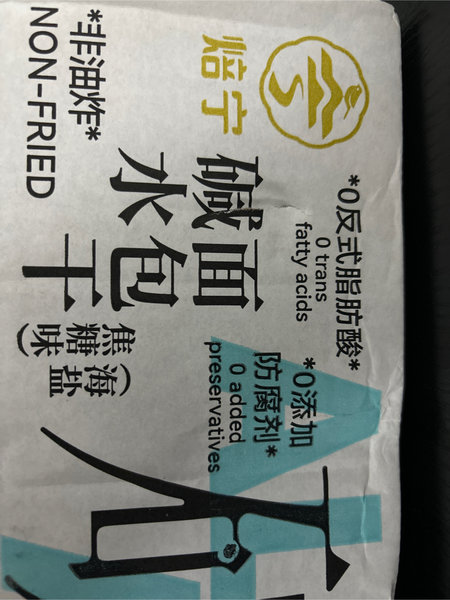 焙宁
*0反式脂肪酸*
0 trans
fatty acids
*0添加
防腐剂*
0 added
preservatives
碱水
面包干
(海盐
焦糖味)
*非油炸*
NON-FRIED